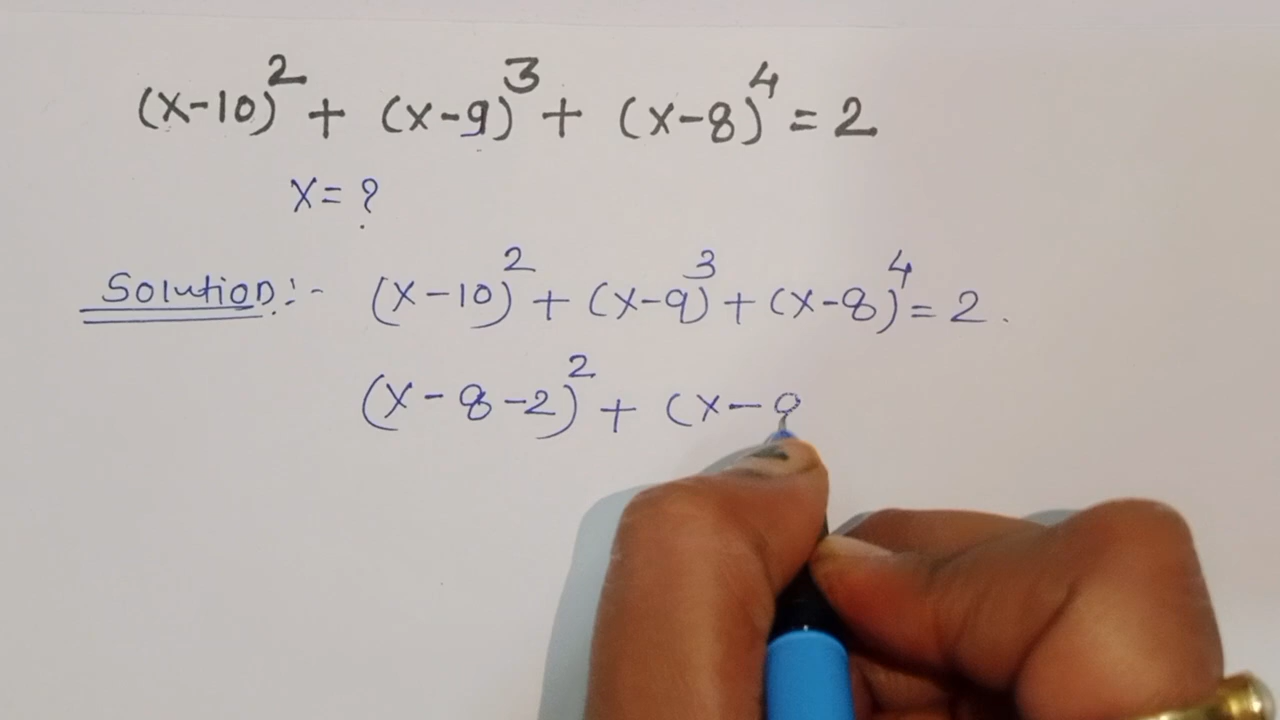 (x-10)² + (x-9)³ + (x-8)⁴ = 2
x = ?
Solution:- (x-10)² + (x-9)³ + (x-8)⁴ = 2.
(x-8-2)² + (x-